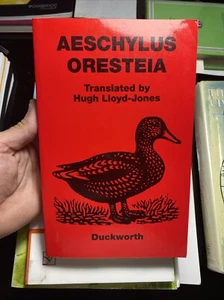 AESCHYLUS
ORESTEIA
Translated by
Hugh Lloyd-Jones
Duckworth